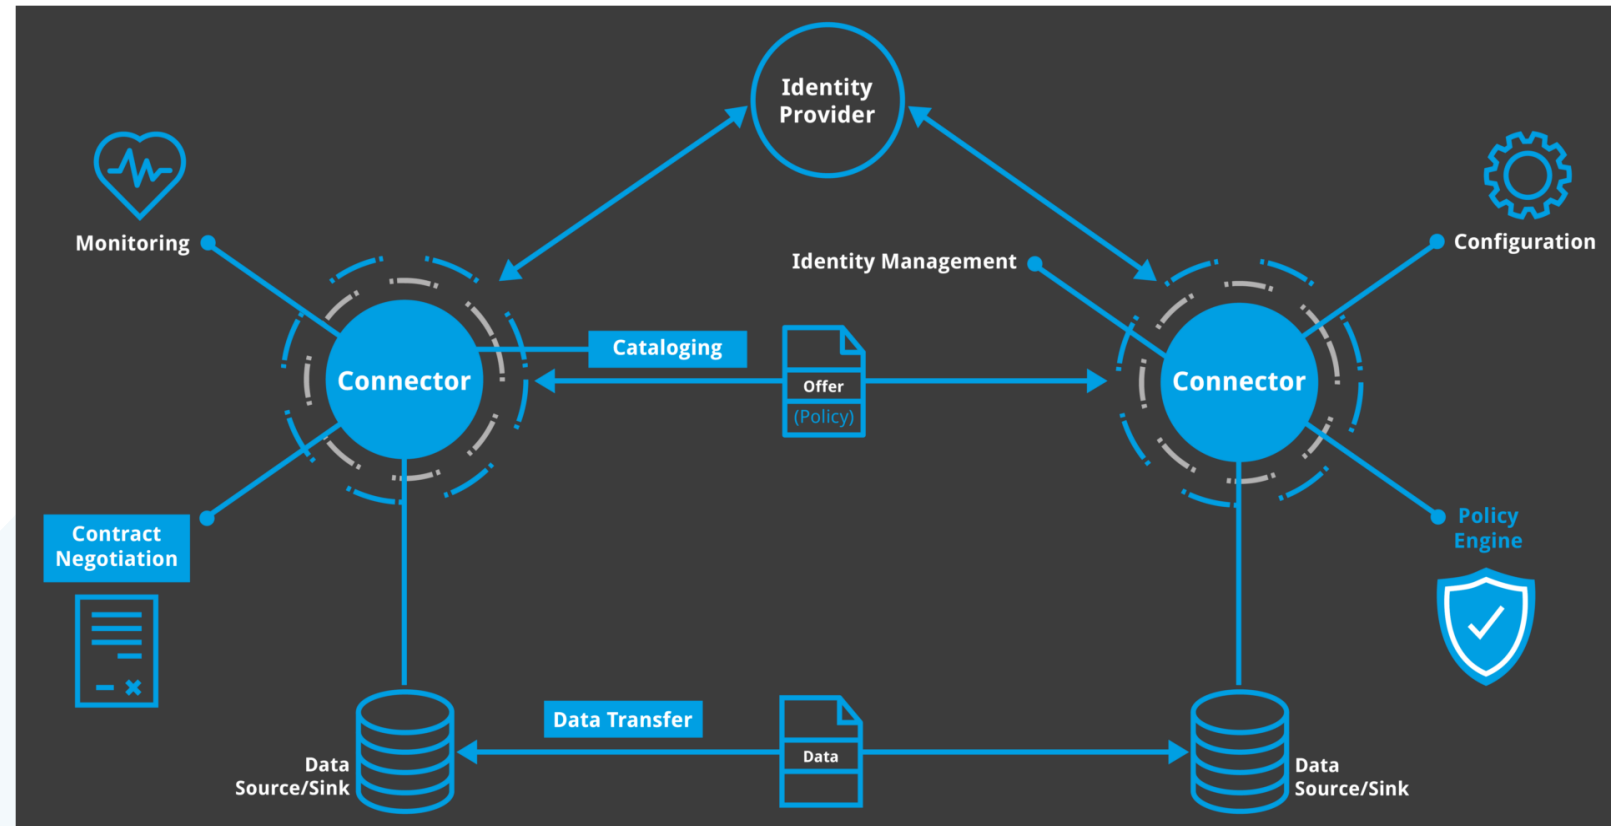 Identity
Provider
Monitoring
Identity Management
Configuration
Cataloging
Connector
Offer
(Policy)
Connector
Contract
Negotiation
Policy
Engine
Data Transfer
Data
Data
Source/Sink
Data
Source/Sink